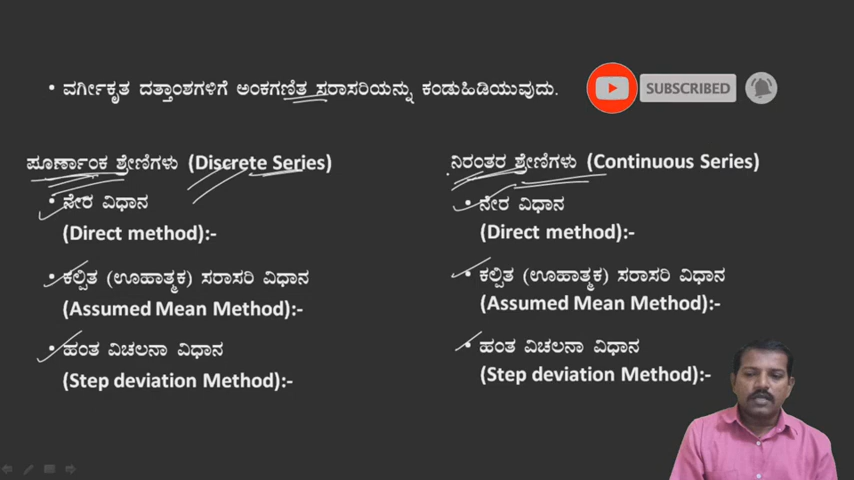 • ವರ್ಗೀಕೃತ ದತ್ತಾಂಶಗಳಿಗೆ ಅಂಕಗಣಿತ ಸರಾಸರಿಯನ್ನು ಕಂಡುಹಿಡಿಯುವುದು.
SUBSCRIBED
ಪೂರ್ಣಾಂಕ ಶ್ರೇಣಿಗಳು (Discrete Series)
• ನೇರ ವಿಧಾನ
(Direct method):-
• ಕಲ್ಪಿತ (ಊಹಾತ್ಮಕ) ಸರಾಸರಿ ವಿಧಾನ
(Assumed Mean Method):-
• ಹಂತ ವಿಚಲನಾ ವಿಧಾನ
(Step deviation Method):-
ನಿರಂತರ ಶ್ರೇಣಿಗಳು (Continuous Series)
• ನೇರ ವಿಧಾನ
(Direct method):-
• ಕಲ್ಪಿತ (ಊಹಾತ್ಮಕ) ಸರಾಸರಿ ವಿಧಾನ
(Assumed Mean Method):-
• ಹಂತ ವಿಚಲನಾ ವಿಧಾನ
(Step deviation Method):-